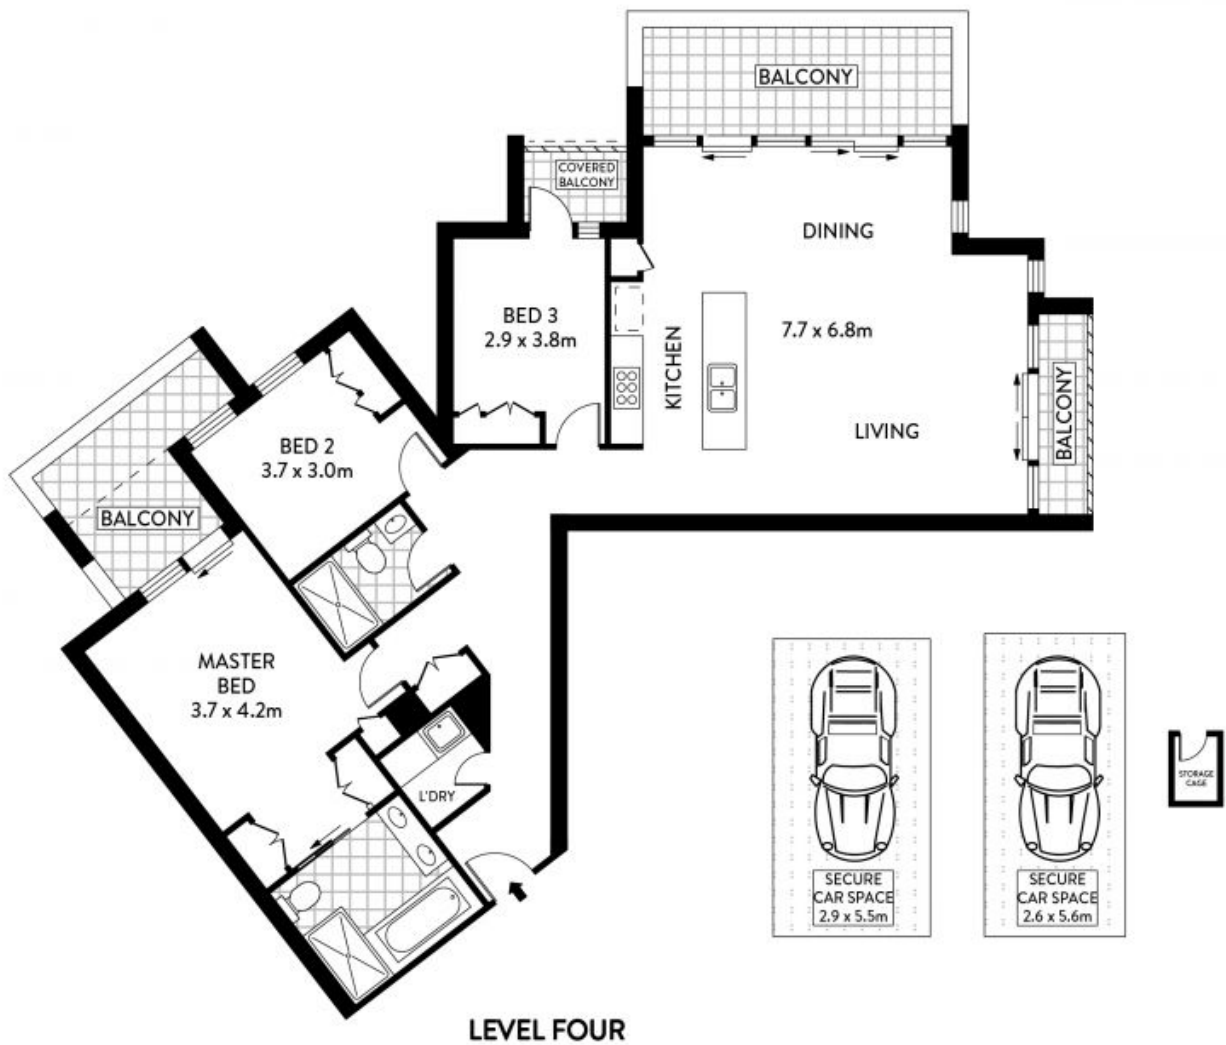 BALCONY
COVERED
BALCONY
DINING
BED 3
2.9 x 3.8m
KITCHEN
7.7 x 6.8m
BALCONY
LIVING
BED 2
3.7 x 3.0m
BALCONY
MASTER
BED
3.7 x 4.2m
L'DRY
STORAGE
CAGE
SECURE
CAR SPACE
2.9 x 5.5m
SECURE
CAR SPACE
2.6 x 5.6m
LEVEL FOUR